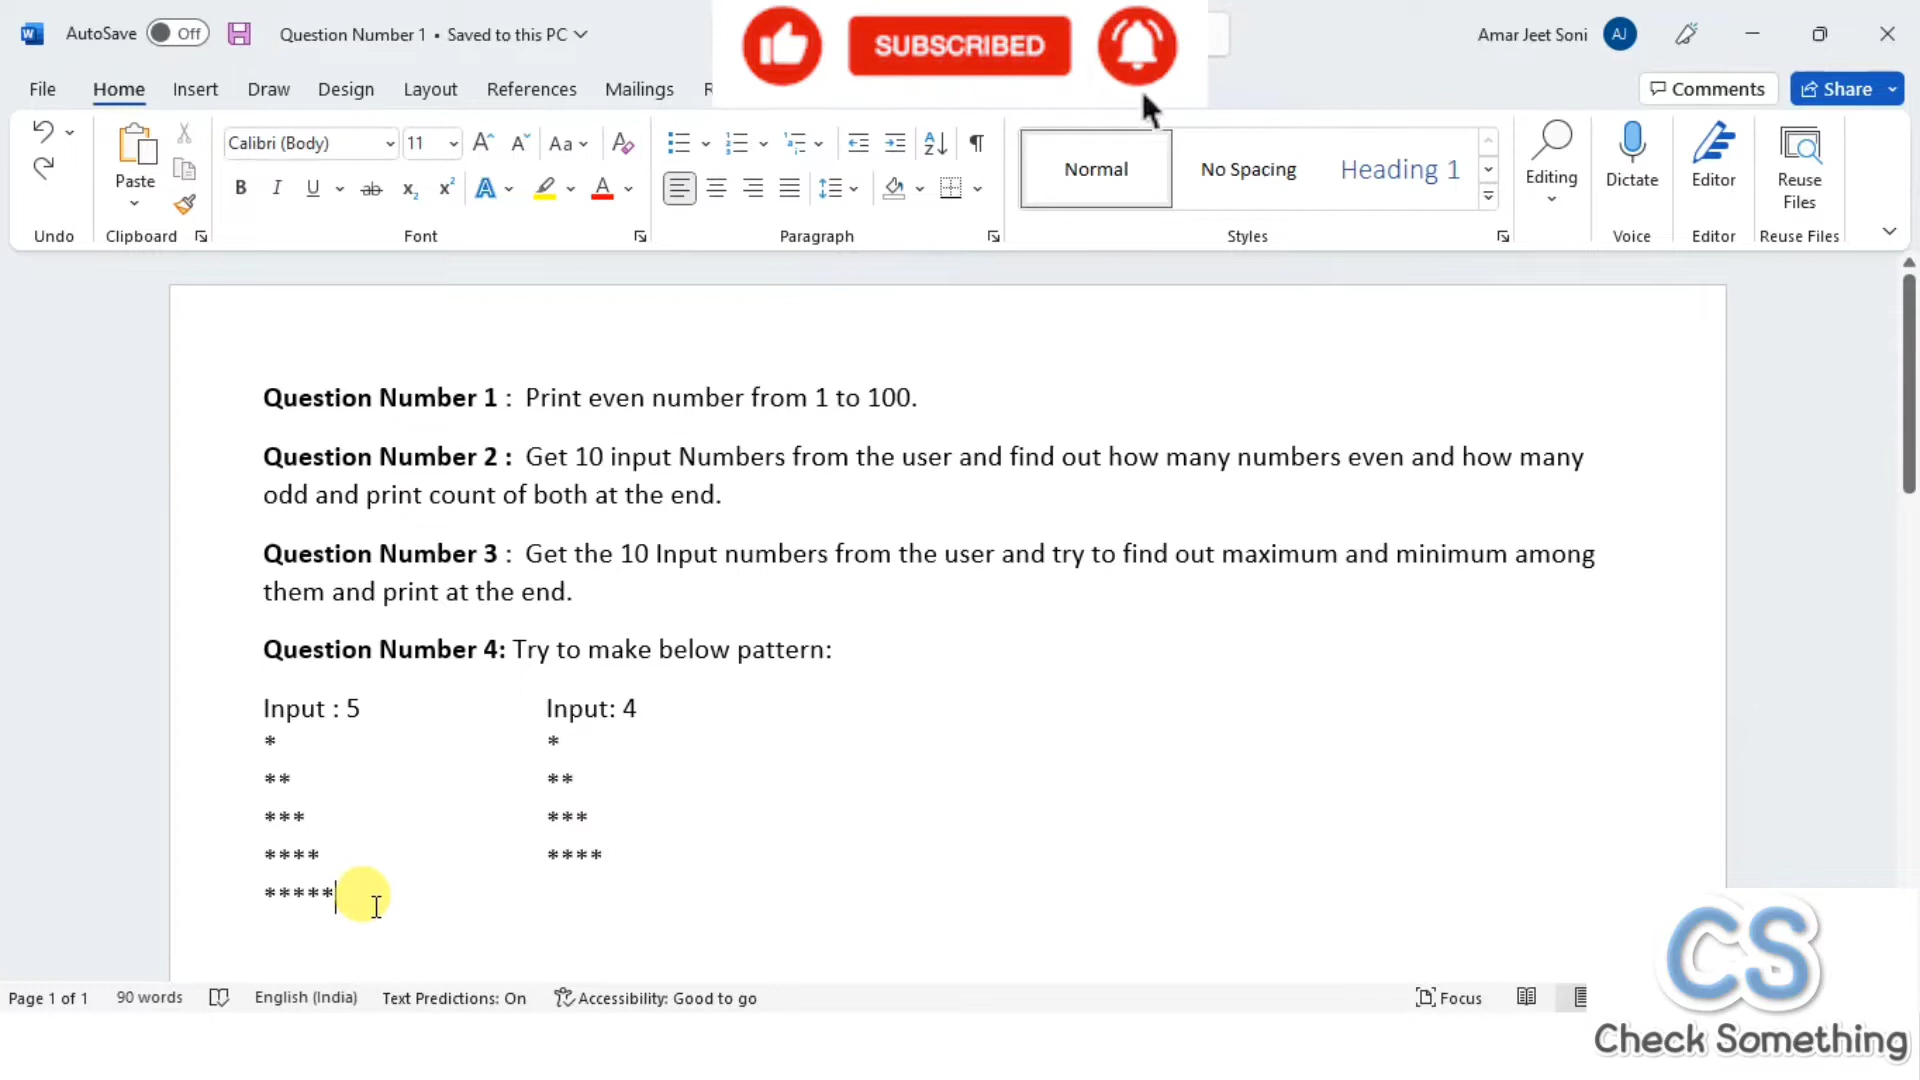 AutoSave Off Question Number 1 • Saved to this PC SUBSCRIBED Amar Jeet Soni AJ
File Home Insert Draw Design Layout References Mailings Comments Share
Calibri (Body) 11 Aa
Paste Normal No Spacing Heading 1 Editing Dictate Editor Reuse Files
B I U ab x₂ x² A A
Undo Clipboard Font Paragraph Styles Voice Editor Reuse Files
Question Number 1 : Print even number from 1 to 100.
Question Number 2 : Get 10 input Numbers from the user and find out how many numbers even and how many
odd and print count of both at the end.
Question Number 3 : Get the 10 Input numbers from the user and try to find out maximum and minimum among
them and print at the end.
Question Number 4: Try to make below pattern:
Input : 5 Input: 4
* *
** **
*** ***
**** ****
*****
Page 1 of 1 90 words English (India) Text Predictions: On Accessibility: Good to go Focus
CS
Check Something